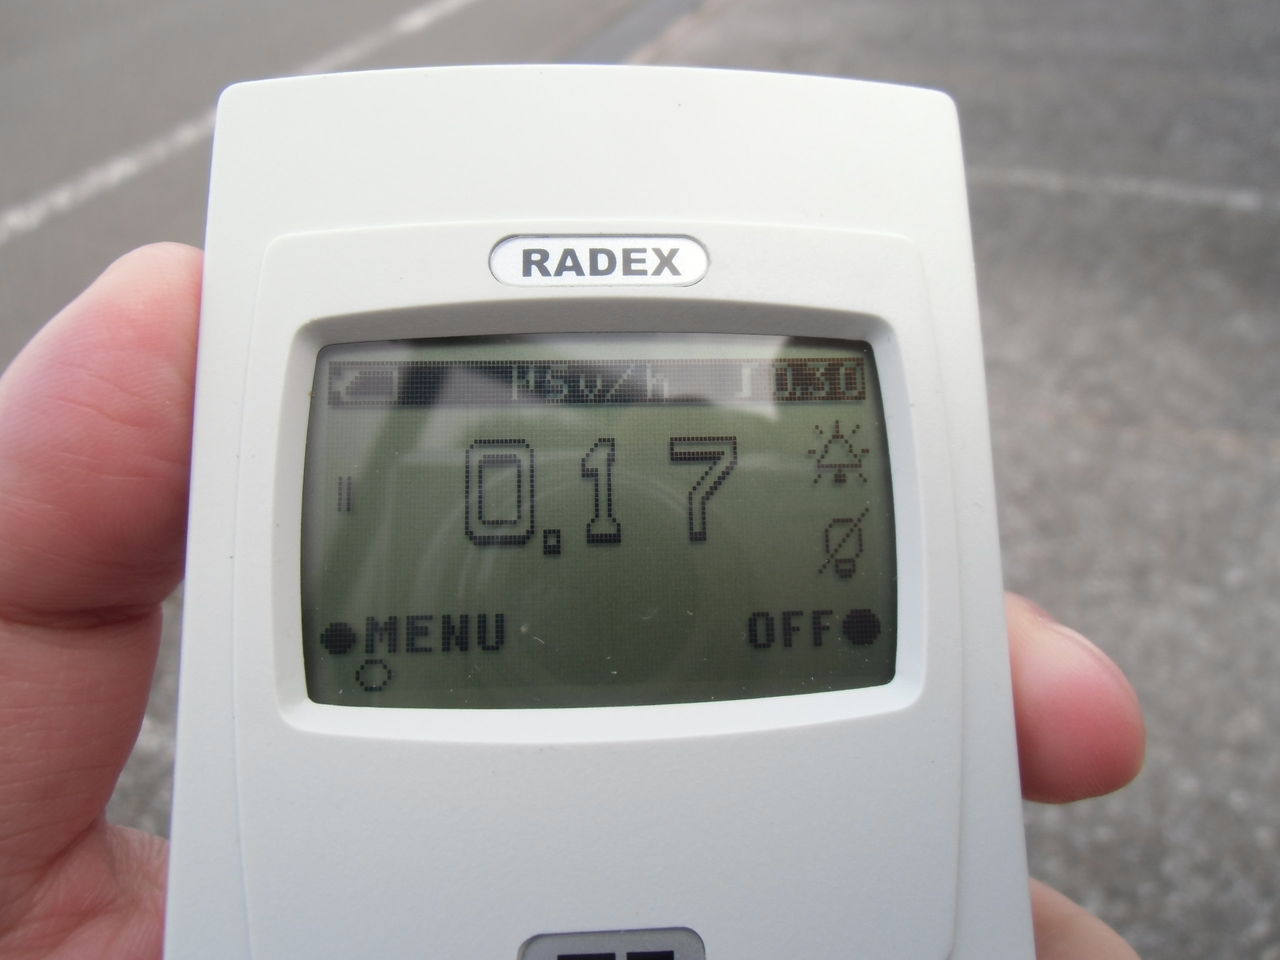 RADEX
μSv/h 0.30
0.17
MENU OFF